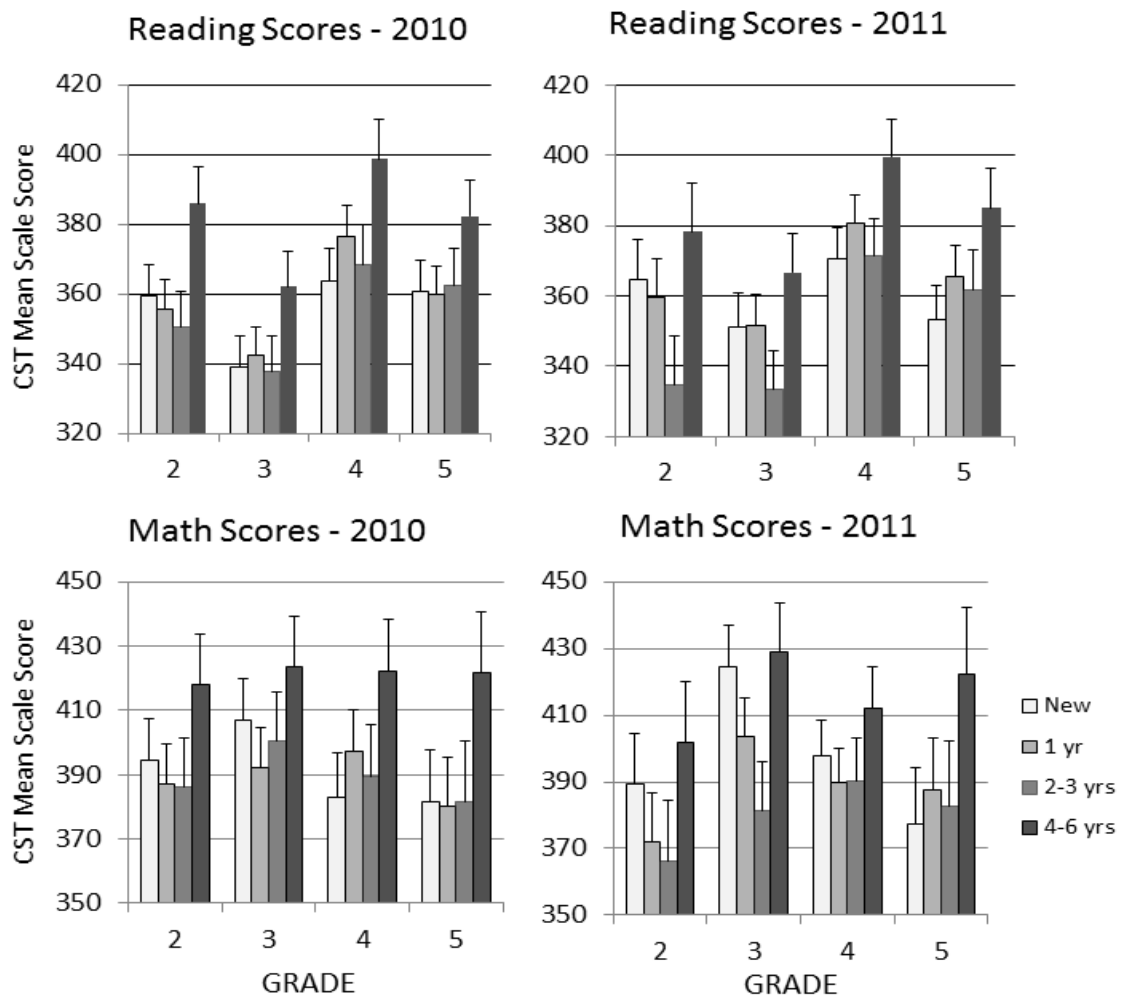 Reading Scores - 2010
CST Mean Scale Score
420
400
380
360
340
320
2 3 4 5
Reading Scores - 2011
420
400
380
360
340
320
2 3 4 5
Math Scores - 2010
CST Mean Scale Score
450
430
410
390
370
350
2 3 4 5
GRADE
Math Scores - 2011
450
430
410
390
370
350
2 3 4 5
GRADE
New
1 yr
2-3 yrs
4-6 yrs